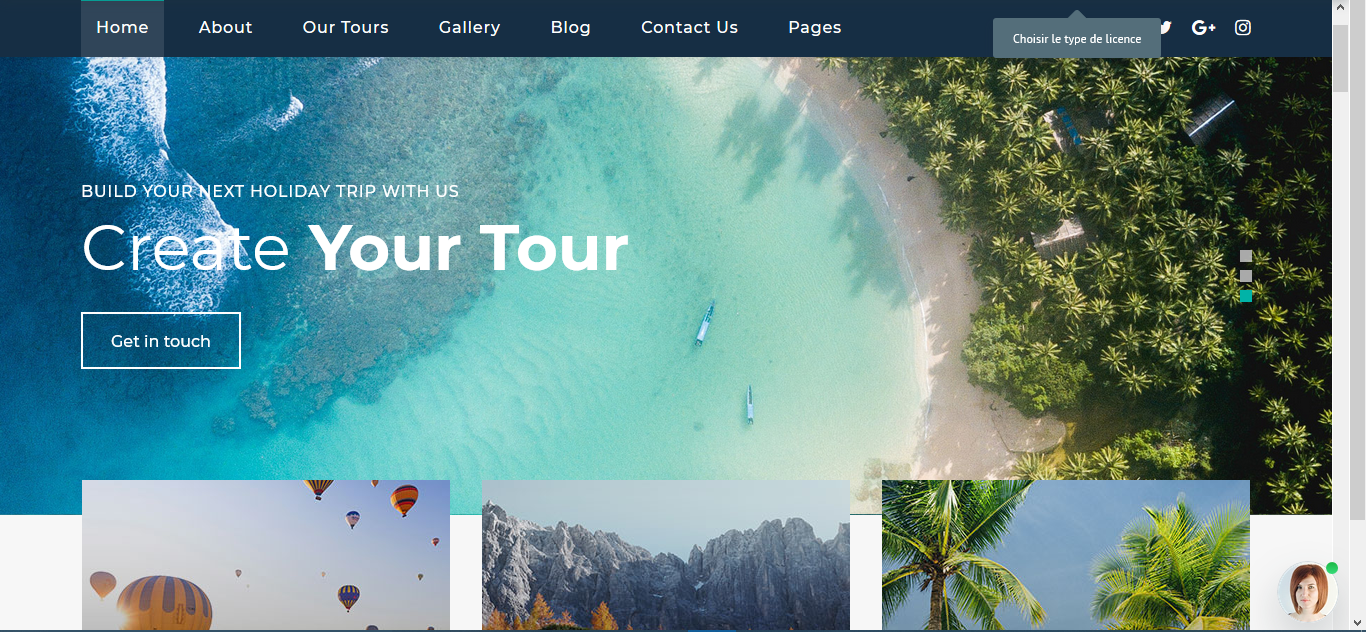 Home About Our Tours Gallery Blog Contact Us Pages
Choisir le type de licence
BUILD YOUR NEXT HOLIDAY TRIP WITH US
Create Your Tour
Get in touch